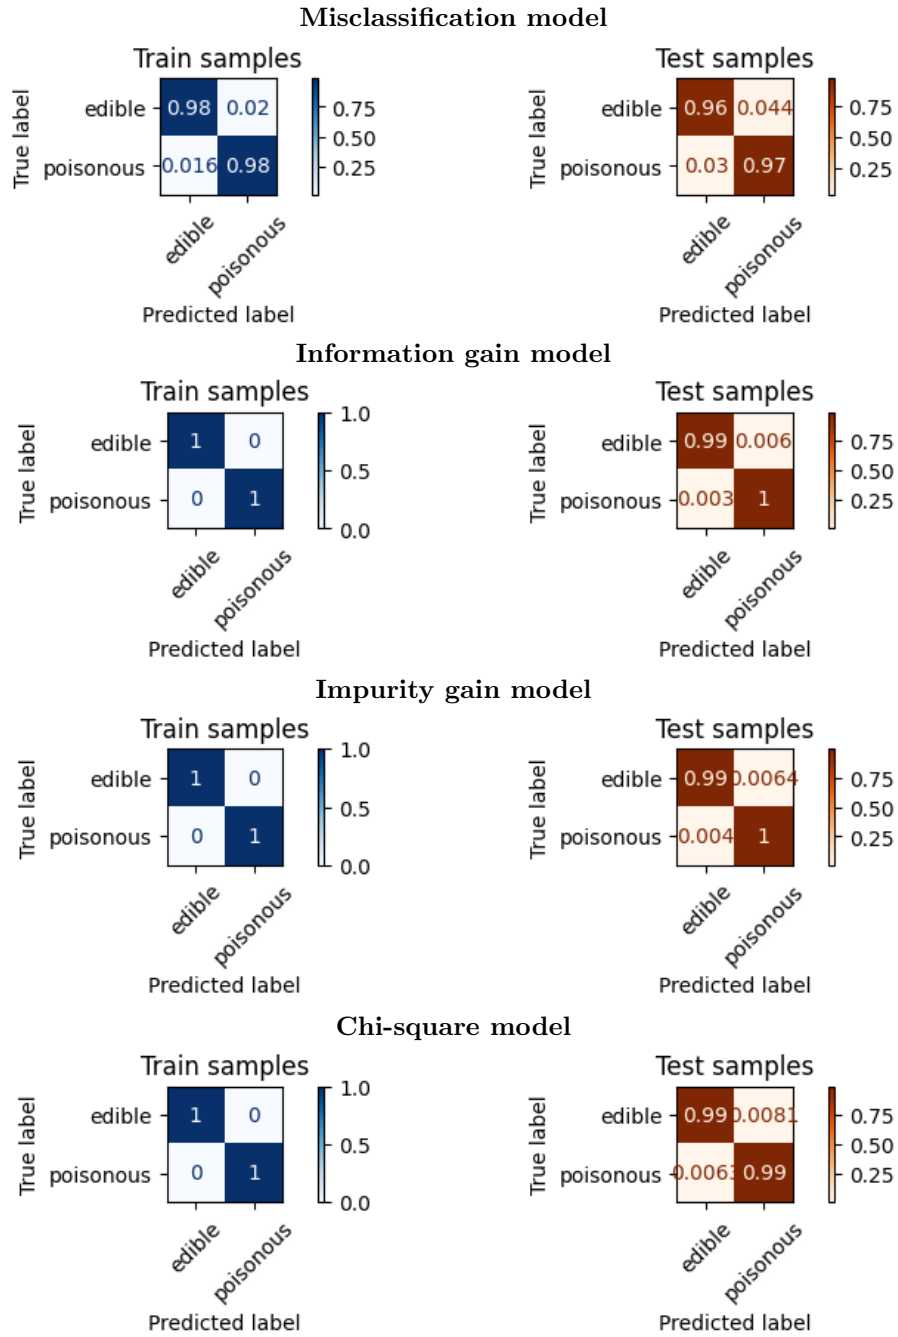 Misclassification model
Train samples
Test samples
True label
edible
poisonous
0.98 0.02
0.016 0.98
0.75
0.50
0.25
edible
poisonous
Predicted label
True label
edible
poisonous
0.96 0.044
0.03 0.97
0.75
0.50
0.25
edible
poisonous
Predicted label
Information gain model
Train samples
Test samples
True label
edible
poisonous
1 0
0 1
1.0
0.5
0.0
edible
poisonous
Predicted label
True label
edible
poisonous
0.99 0.006
0.003 1
0.75
0.50
0.25
edible
poisonous
Predicted label
Impurity gain model
Train samples
Test samples
True label
edible
poisonous
1 0
0 1
1.0
0.5
0.0
edible
poisonous
Predicted label
True label
edible
poisonous
0.99 0.0064
0.004 1
0.75
0.50
0.25
edible
poisonous
Predicted label
Chi-square model
Train samples
Test samples
True label
edible
poisonous
1 0
0 1
1.0
0.5
0.0
edible
poisonous
Predicted label
True label
edible
poisonous
0.99 0.0081
0.0063 0.99
0.75
0.50
0.25
edible
poisonous
Predicted label